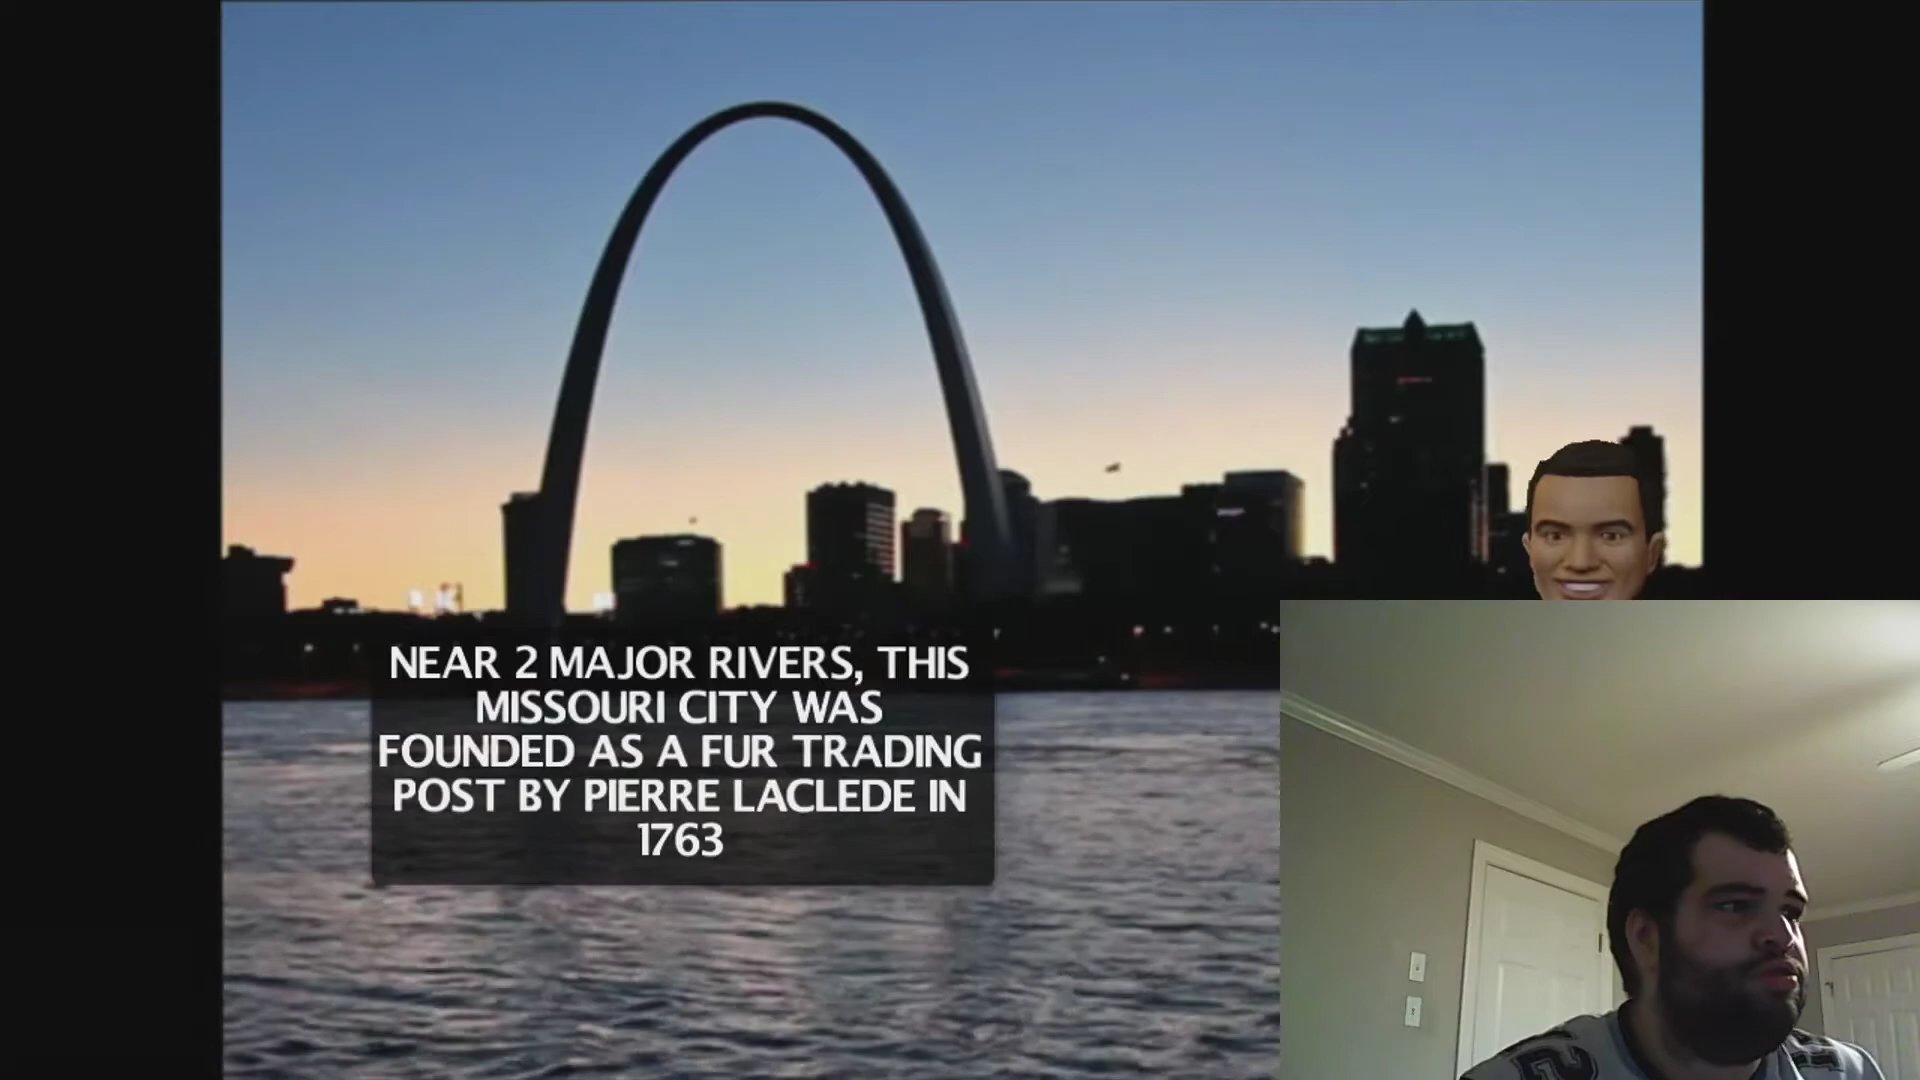 NEAR 2 MAJOR RIVERS, THIS
MISSOURI CITY WAS
FOUNDED AS A FUR TRADING
POST BY PIERRE LACLEDE IN
1763